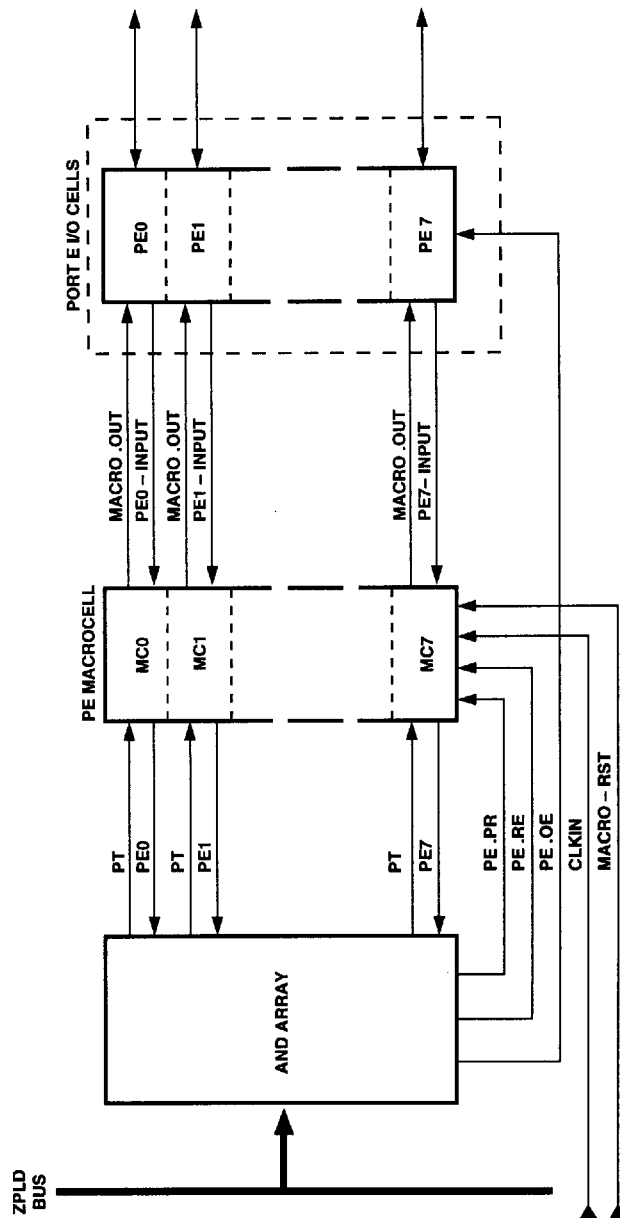 ZPLD
BUS
AND ARRAY
PT
PE0
PT
PE1
PT
PE7
PE .PR
PE .RE
PE .OE
CLKIN
MACRO – RST
PE MACROCELL
MC0
MC1
MC7
MACRO .OUT
PE0 – INPUT
MACRO .OUT
PE1 – INPUT
MACRO .OUT
PE7– INPUT
PORT E I/O CELLS
PE0
PE1
PE 7